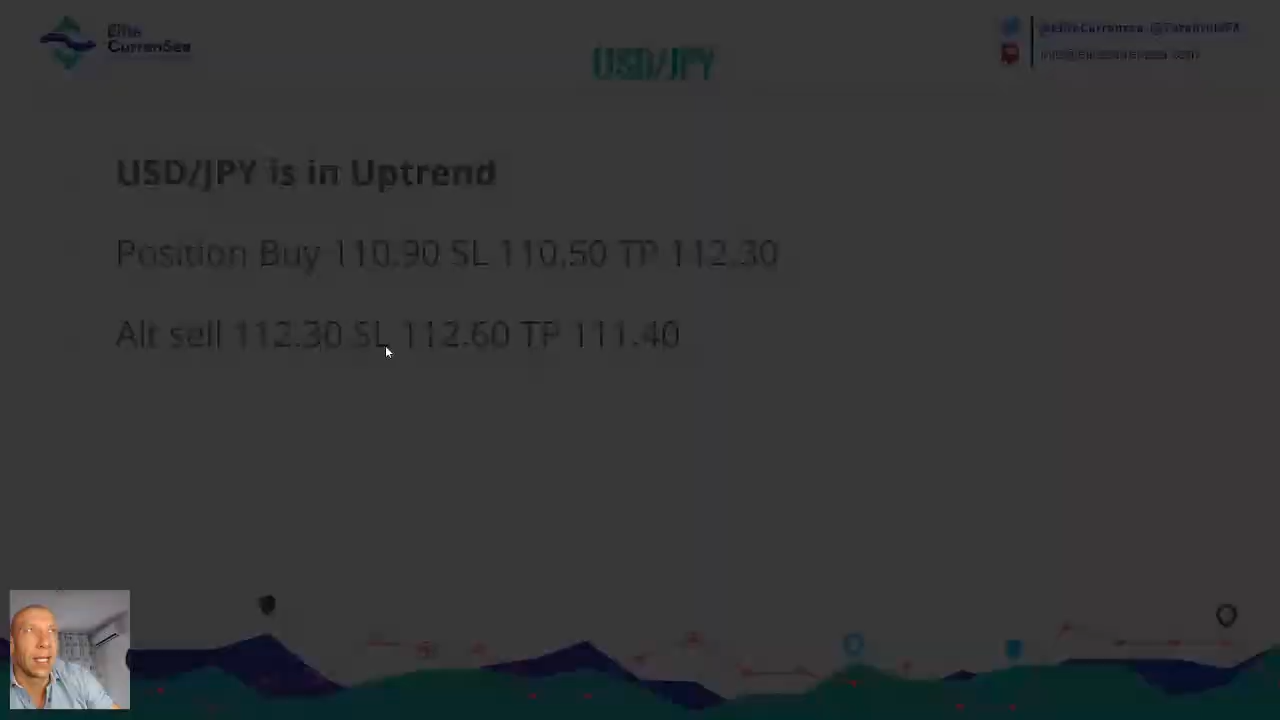 Elite
CurrenSea
USD/JPY
USD/JPY is in Uptrend
Position Buy 110.90 SL 110.50 TP 112.30
Alt sell 112.30 SL 112.60 TP 111.40